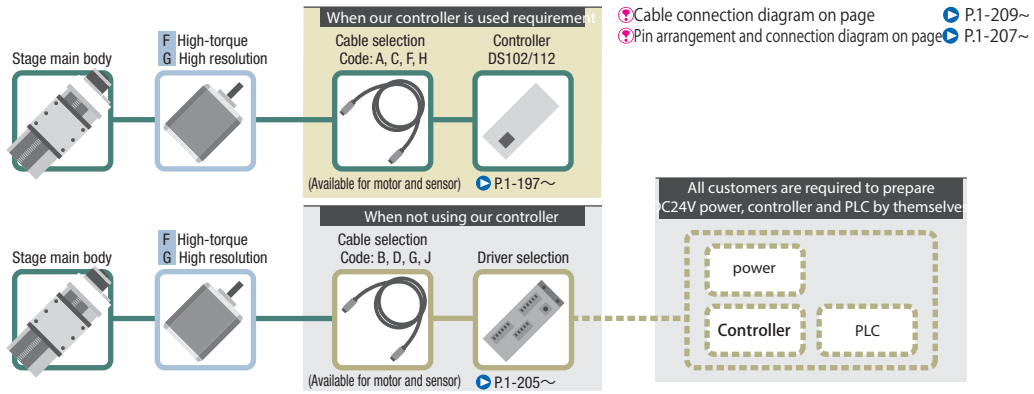 When our controller is used requirement
Cable connection diagram on page P.1-209~
Pin arrangement and connection diagram on page P.1-207~
Stage main body
F High-torque
G High resolution
Cable selection
Code: A, C, F, H
Controller
DS102/112
(Available for motor and sensor)
P.1-197~
When not using our controller
Stage main body
F High-torque
G High resolution
Cable selection
Code: B, D, G, J
Driver selection
(Available for motor and sensor)
P.1-205~
All customers are required to prepare
DC24V power, controller and PLC by themselves
power
Controller
PLC